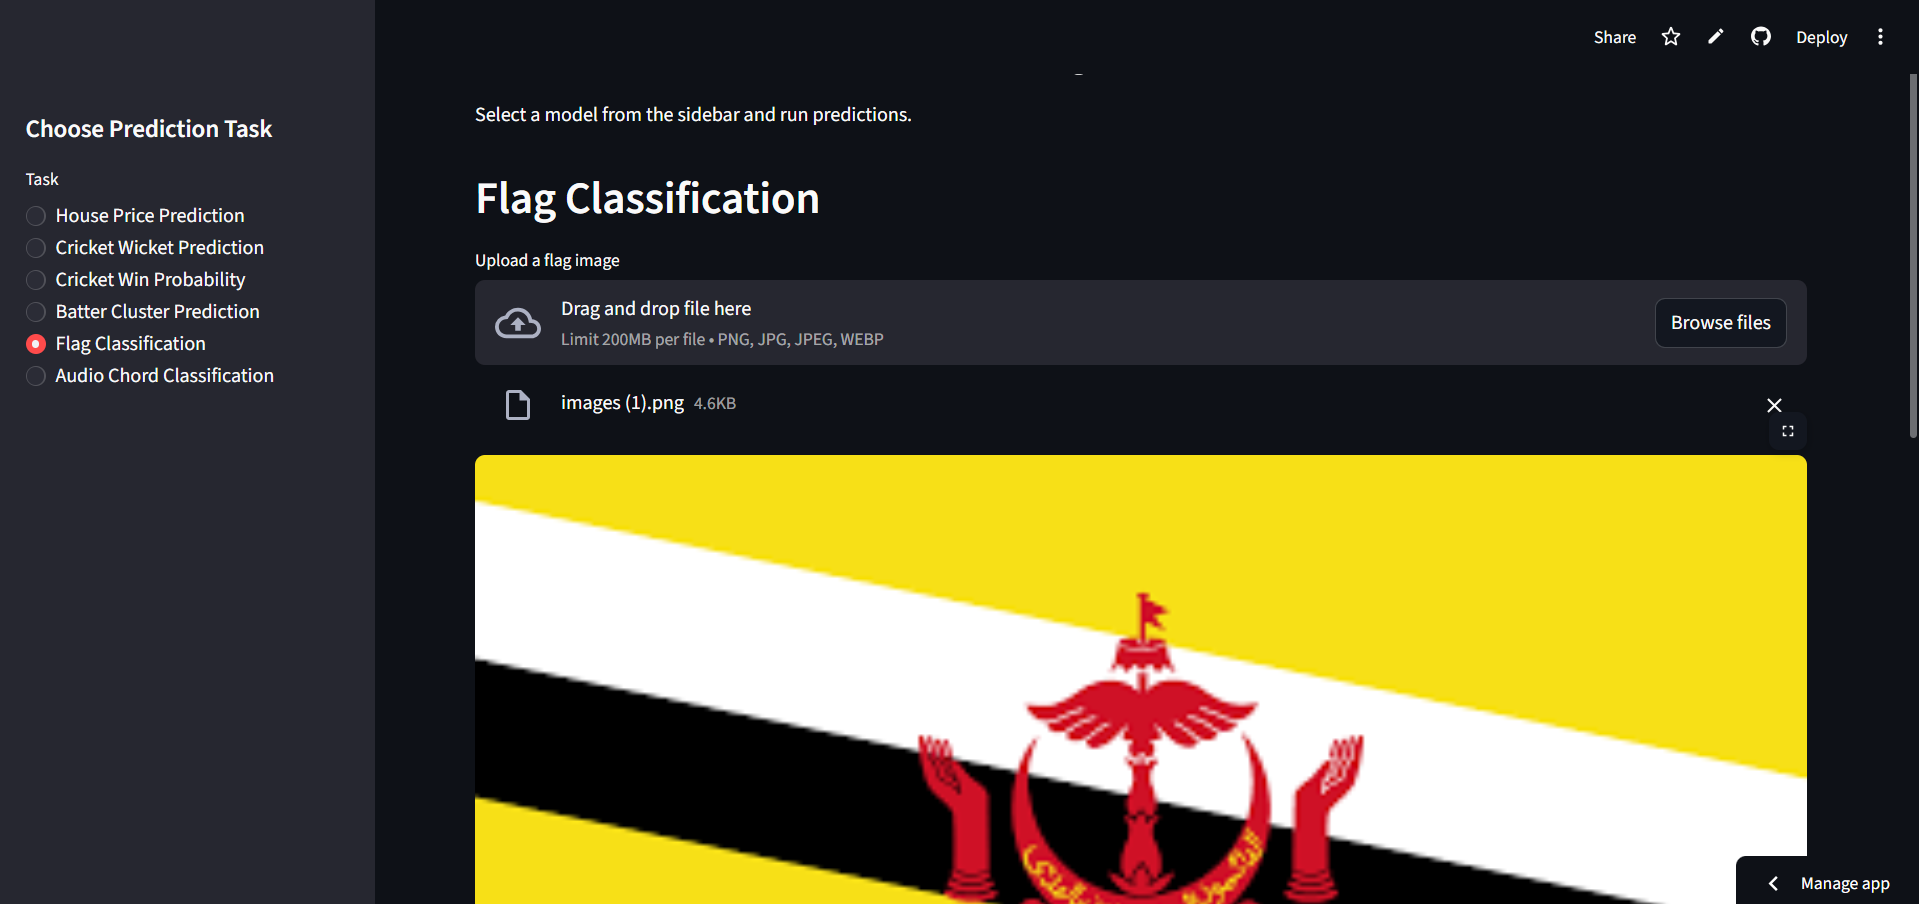 Share
Deploy
Choose Prediction Task
Task
House Price Prediction
Cricket Wicket Prediction
Cricket Win Probability
Batter Cluster Prediction
Flag Classification
Audio Chord Classification
Select a model from the sidebar and run predictions.
Flag Classification
Upload a flag image
Drag and drop file here
Limit 200MB per file • PNG, JPG, JPEG, WEBP
Browse files
images (1).png 4.6KB
Manage app